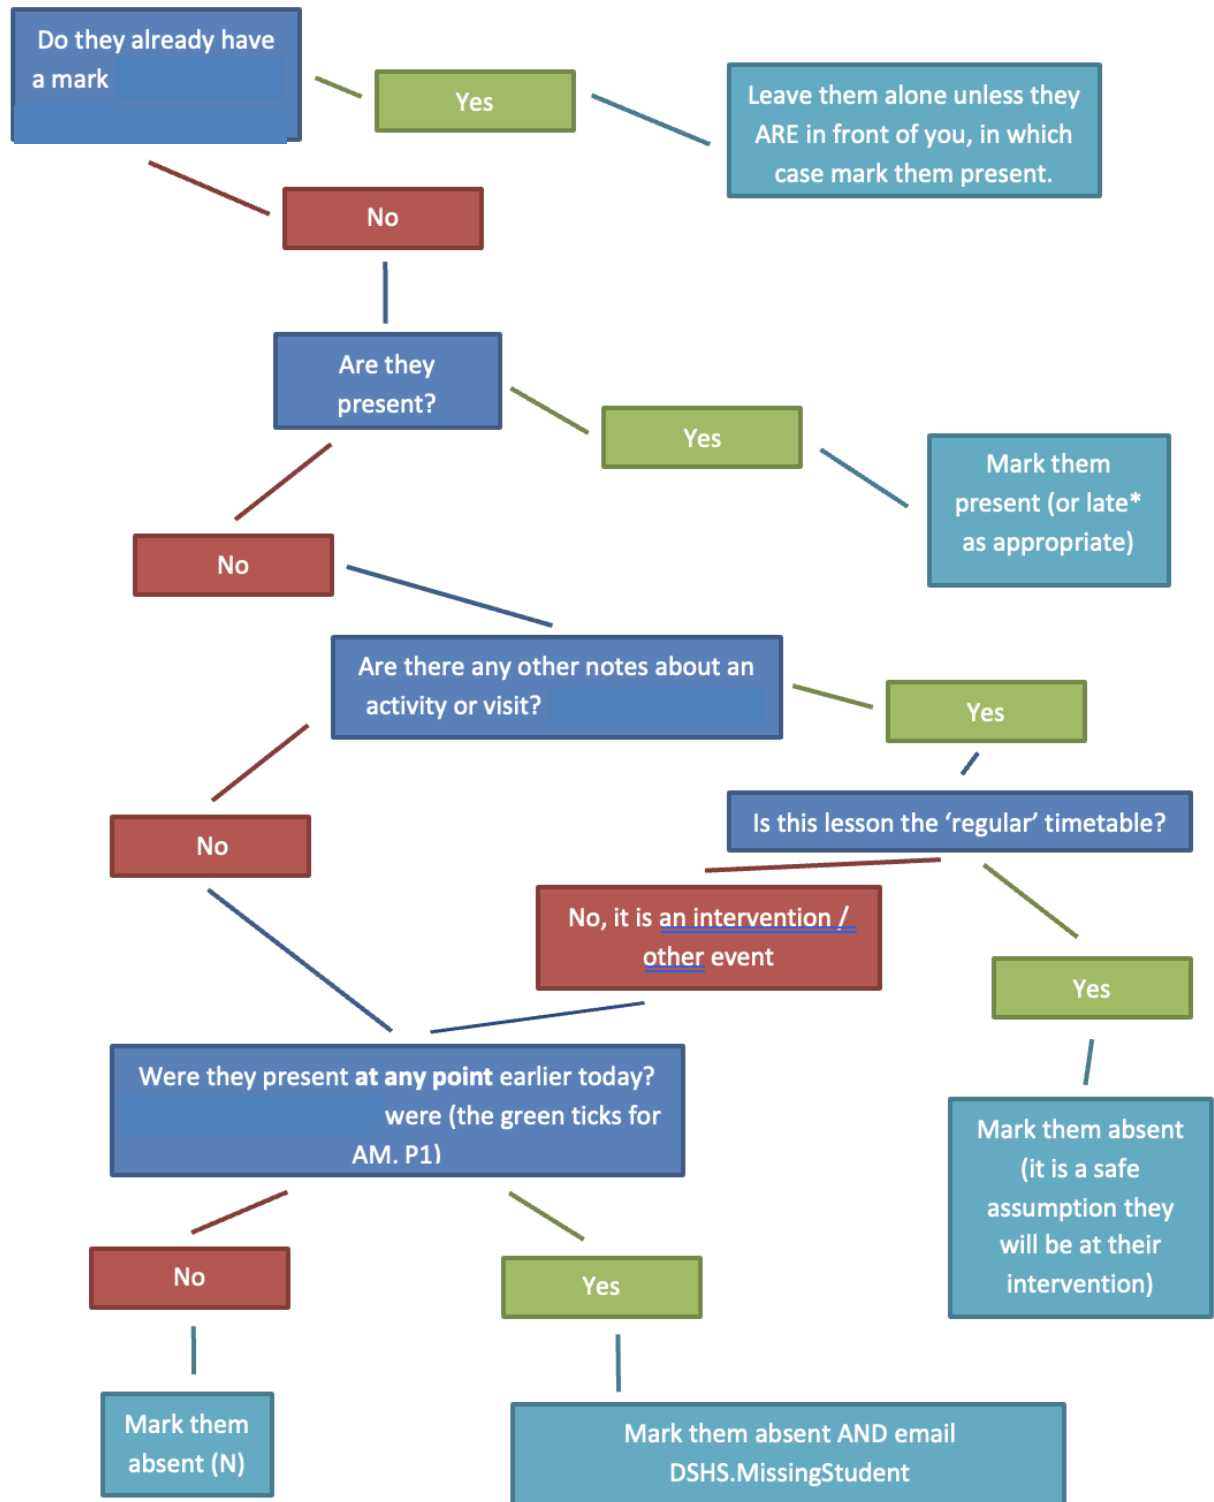 Do they already have
a mark
Yes
Leave them alone unless they
ARE in front of you, in which
case mark them present.
No
Are they
present?
Yes
Mark them
present (or late*
as appropriate)
No
Are there any other notes about an
activity or visit?
Yes
Is this lesson the ‘regular’ timetable?
No
No, it is an intervention /
other event
Yes
Were they present at any point earlier today?
were (the green ticks for
AM. P1)
Mark them absent
(it is a safe
assumption they
will be at their
intervention)
No
Yes
Mark them
absent (N)
Mark them absent AND email
DSHS.MissingStudent